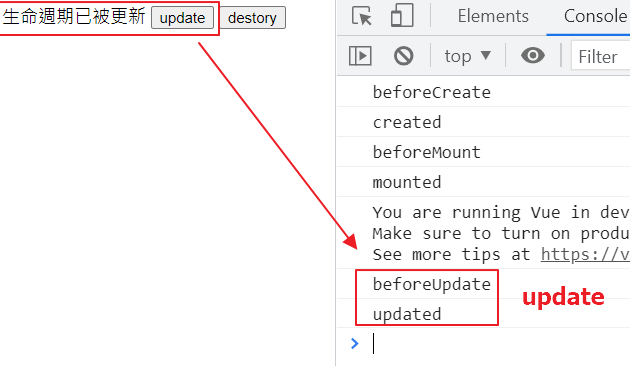 生命週期已被更新 update destory
Elements Console
top Filter
beforeCreate
created
beforeMount
mounted
You are running Vue in dev
Make sure to turn on produ
See more tips at https://v
beforeUpdate
updated
update